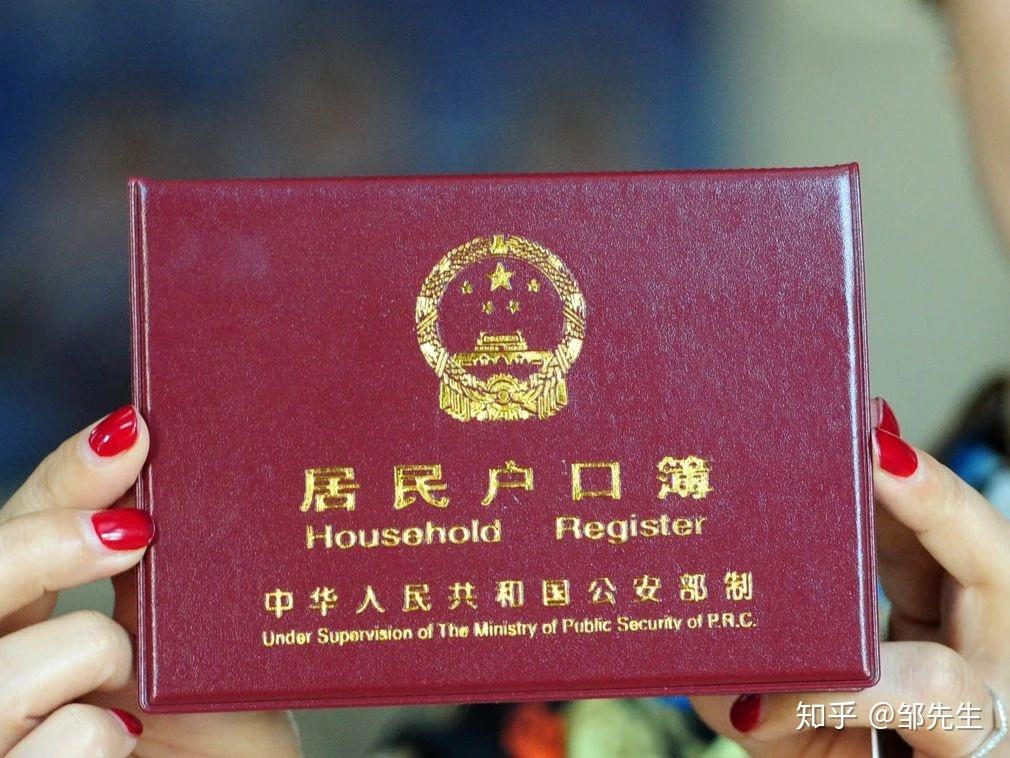 居民户口簿
Household Register
中华人民共和国公安部制
Under Supervision of The Ministry of Public Security of P.R.C.
知乎 @邹先生